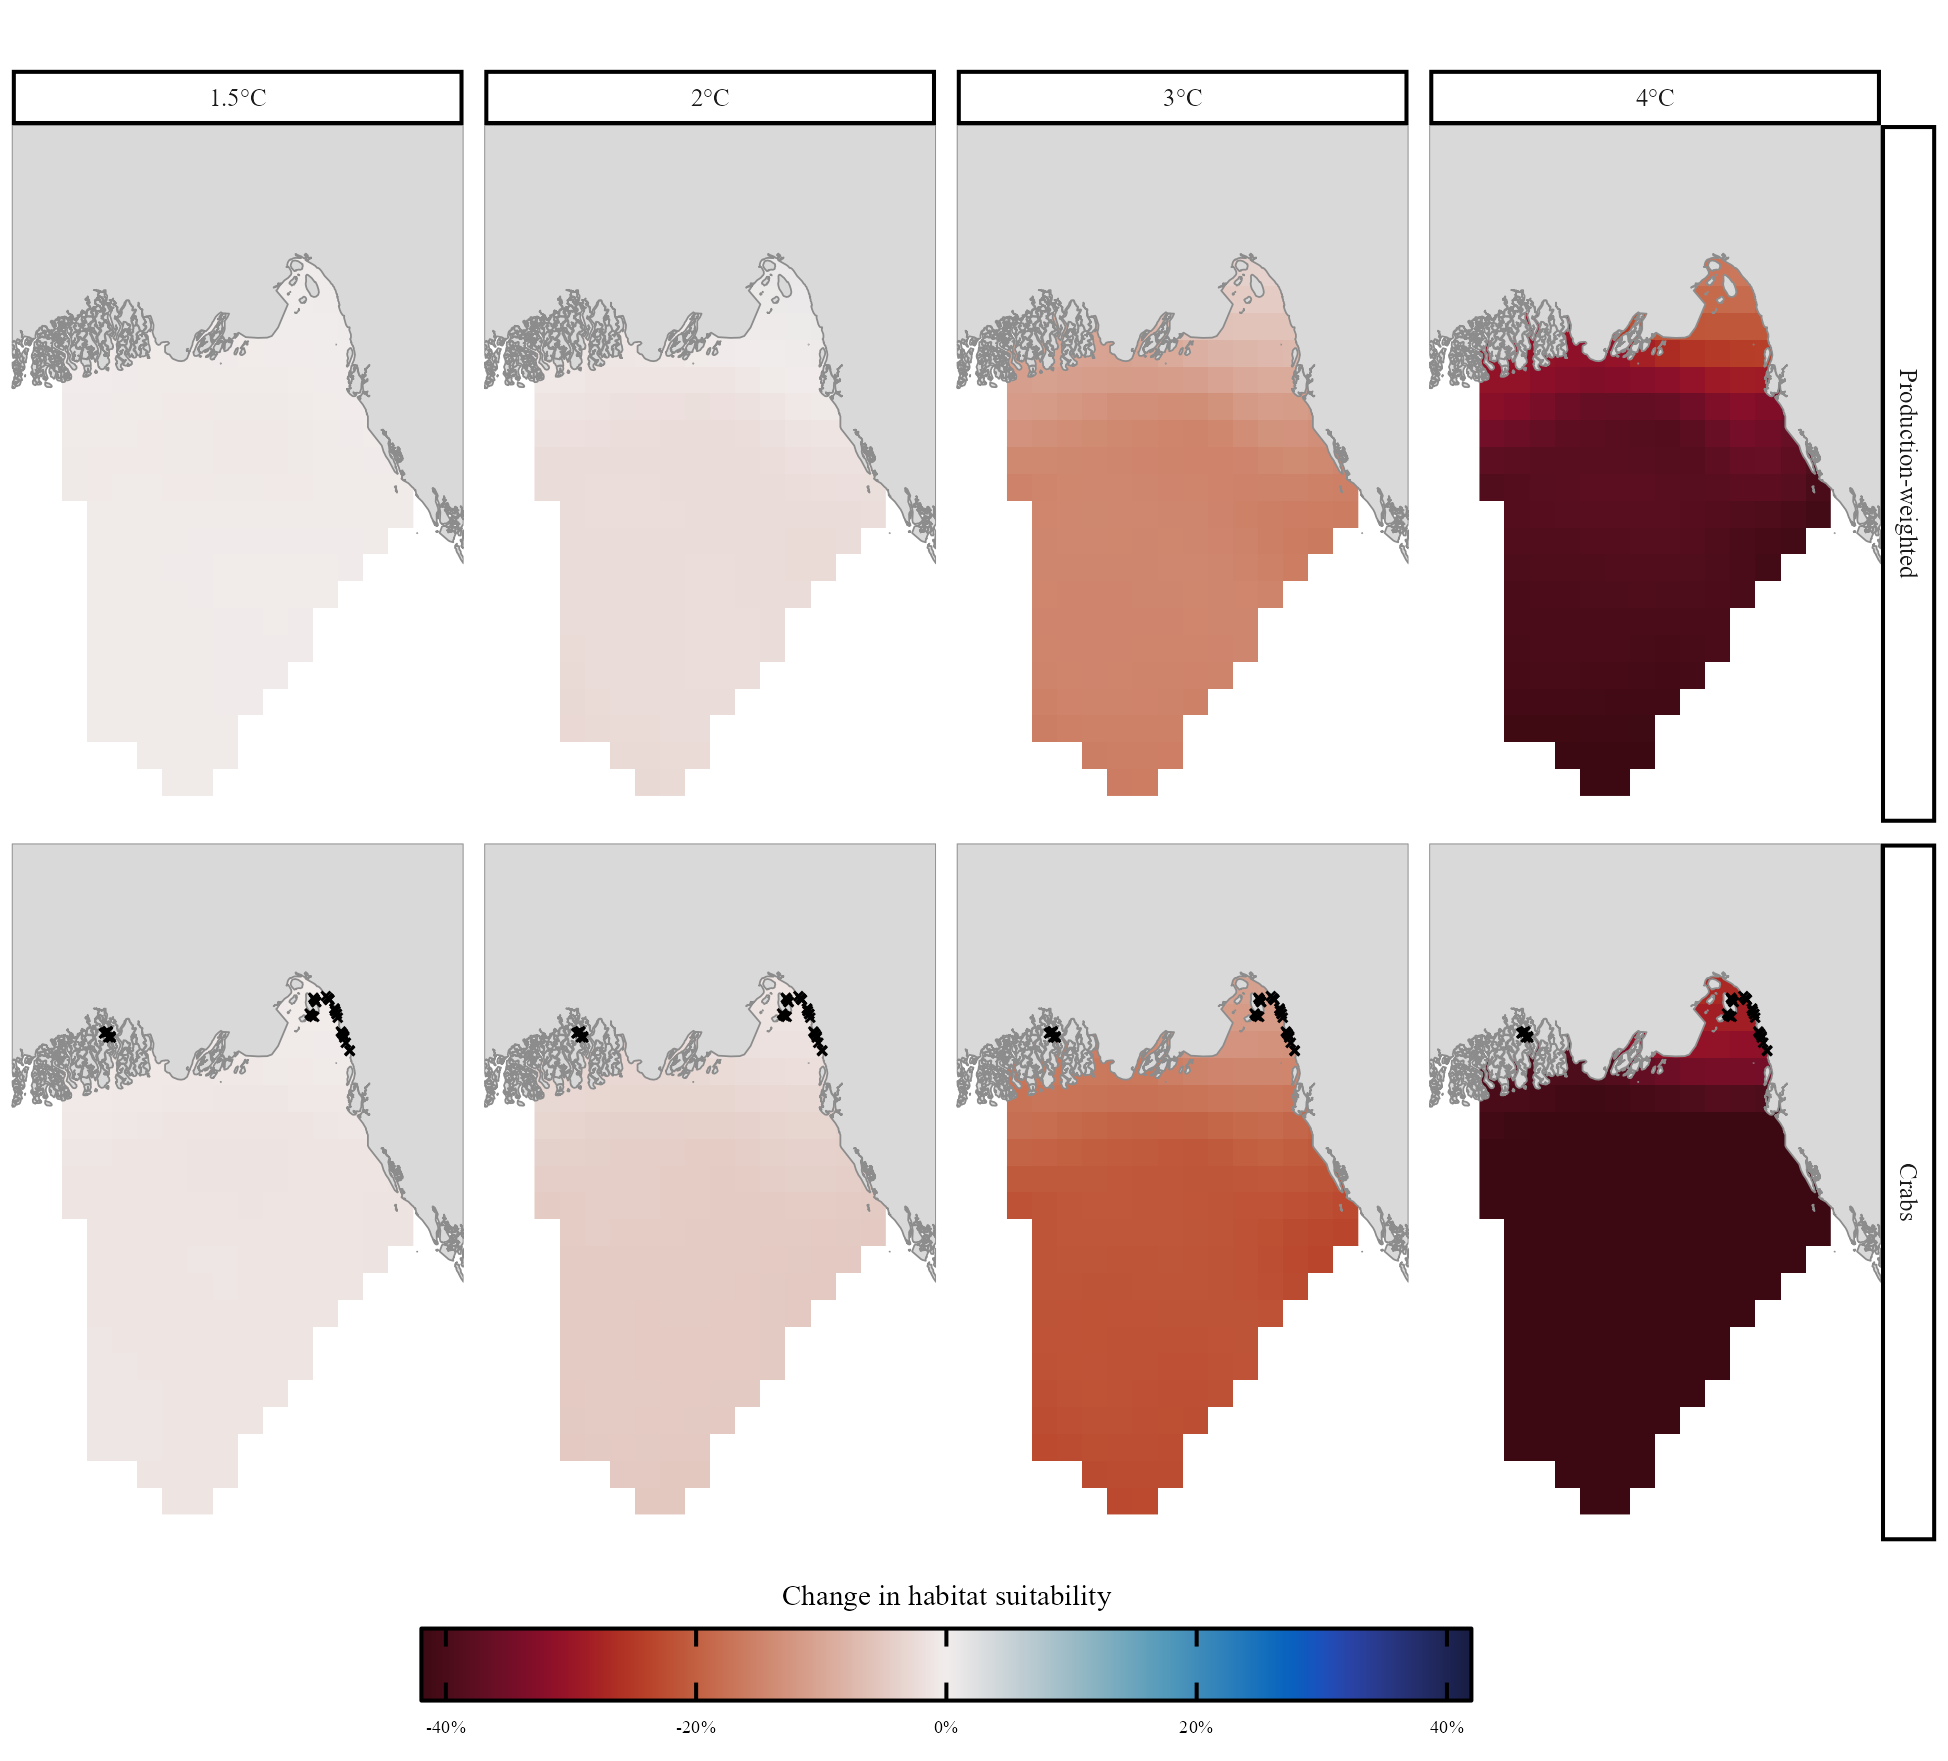 1.5°C
2°C
3°C
4°C
Production-weighted
Crabs
Change in habitat suitability
-40%
-20%
0%
20%
40%